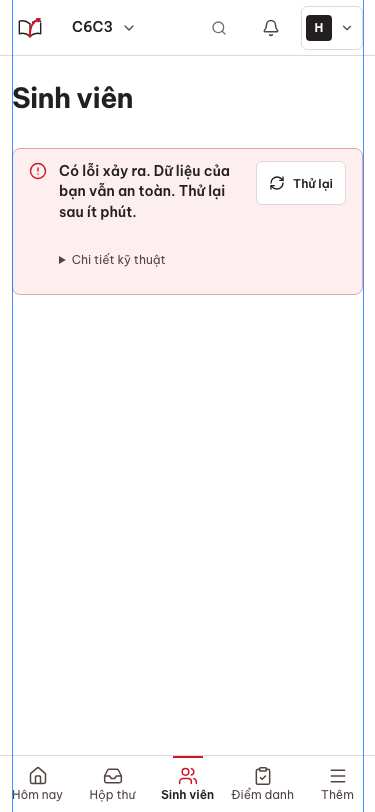 C6C3
H
Sinh viên
Có lỗi xảy ra. Dữ liệu của
bạn vẫn an toàn. Thử lại
sau ít phút.
Thử lại
Chi tiết kỹ thuật
Hôm nay
Hộp thư
Sinh viên
Điểm danh
Thêm